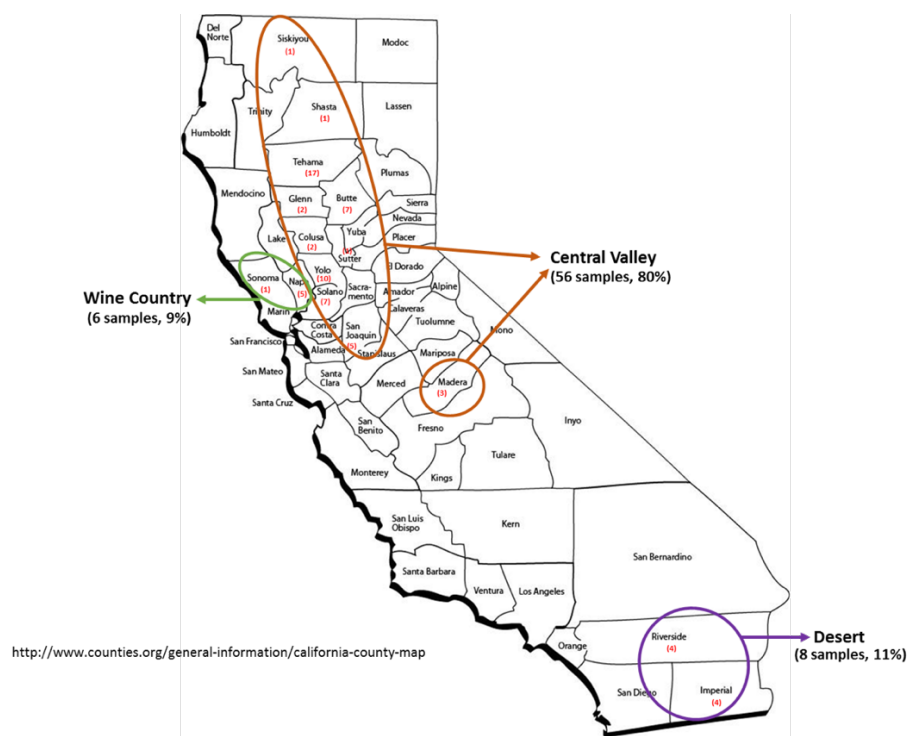 Del
Norte
Siskiyou
(1)
Modoc
Trinity
Shasta
(1)
Lassen
Humboldt
Tehama
(17)
Plumas
Mendocino
Glenn
(2)
Butte
(7)
Sierra
Nevada
Lake
Colusa
(2)
Yuba
Placer
Sutter
El Dorado
Sonoma
(1)
(5)
Yolo
(10)
Solano
(7)
Sacra-
mento
Amador
Alpine
Calaveras
Marin
Contra
Costa
San
Joaquin
(5)
Tuolumne
Mono
San Francisco
Alameda
Stanislaus
Mariposa
San Mateo
Santa
Clara
Merced
Madera
(3)
Santa Cruz
San
Benito
Fresno
Inyo
Monterey
Kings
Tulare
San Luis
Obispo
Kern
San Bernardino
Santa Barbara
Ventura
Los Angeles
Orange
Riverside
(4)
San Diego
Imperial
(4)
Central Valley
(56 samples, 80%)
Wine Country
(6 samples, 9%)
Desert
(8 samples, 11%)
http://www.counties.org/general-information/california-county-map